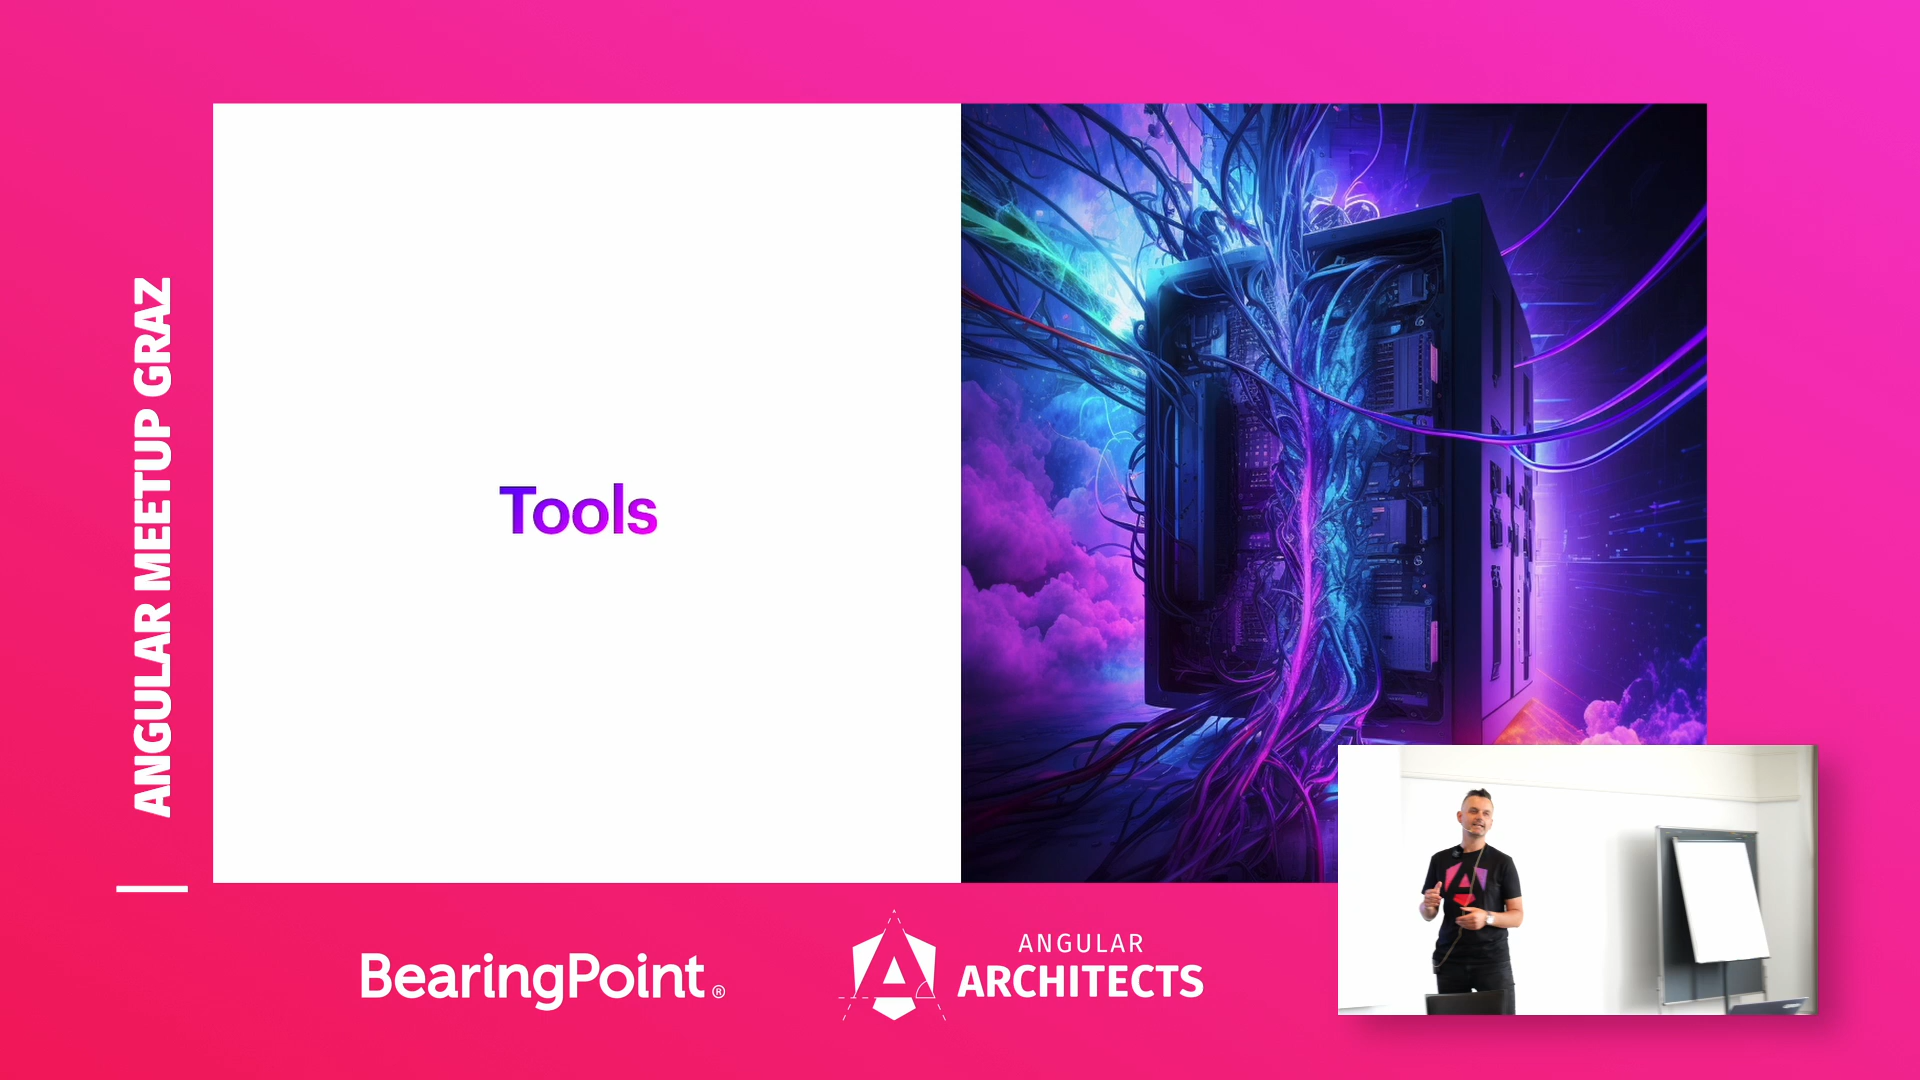 ANGULAR MEETUP GRAZ
Tools
BearingPoint®
ANGULAR
ARCHITECTS